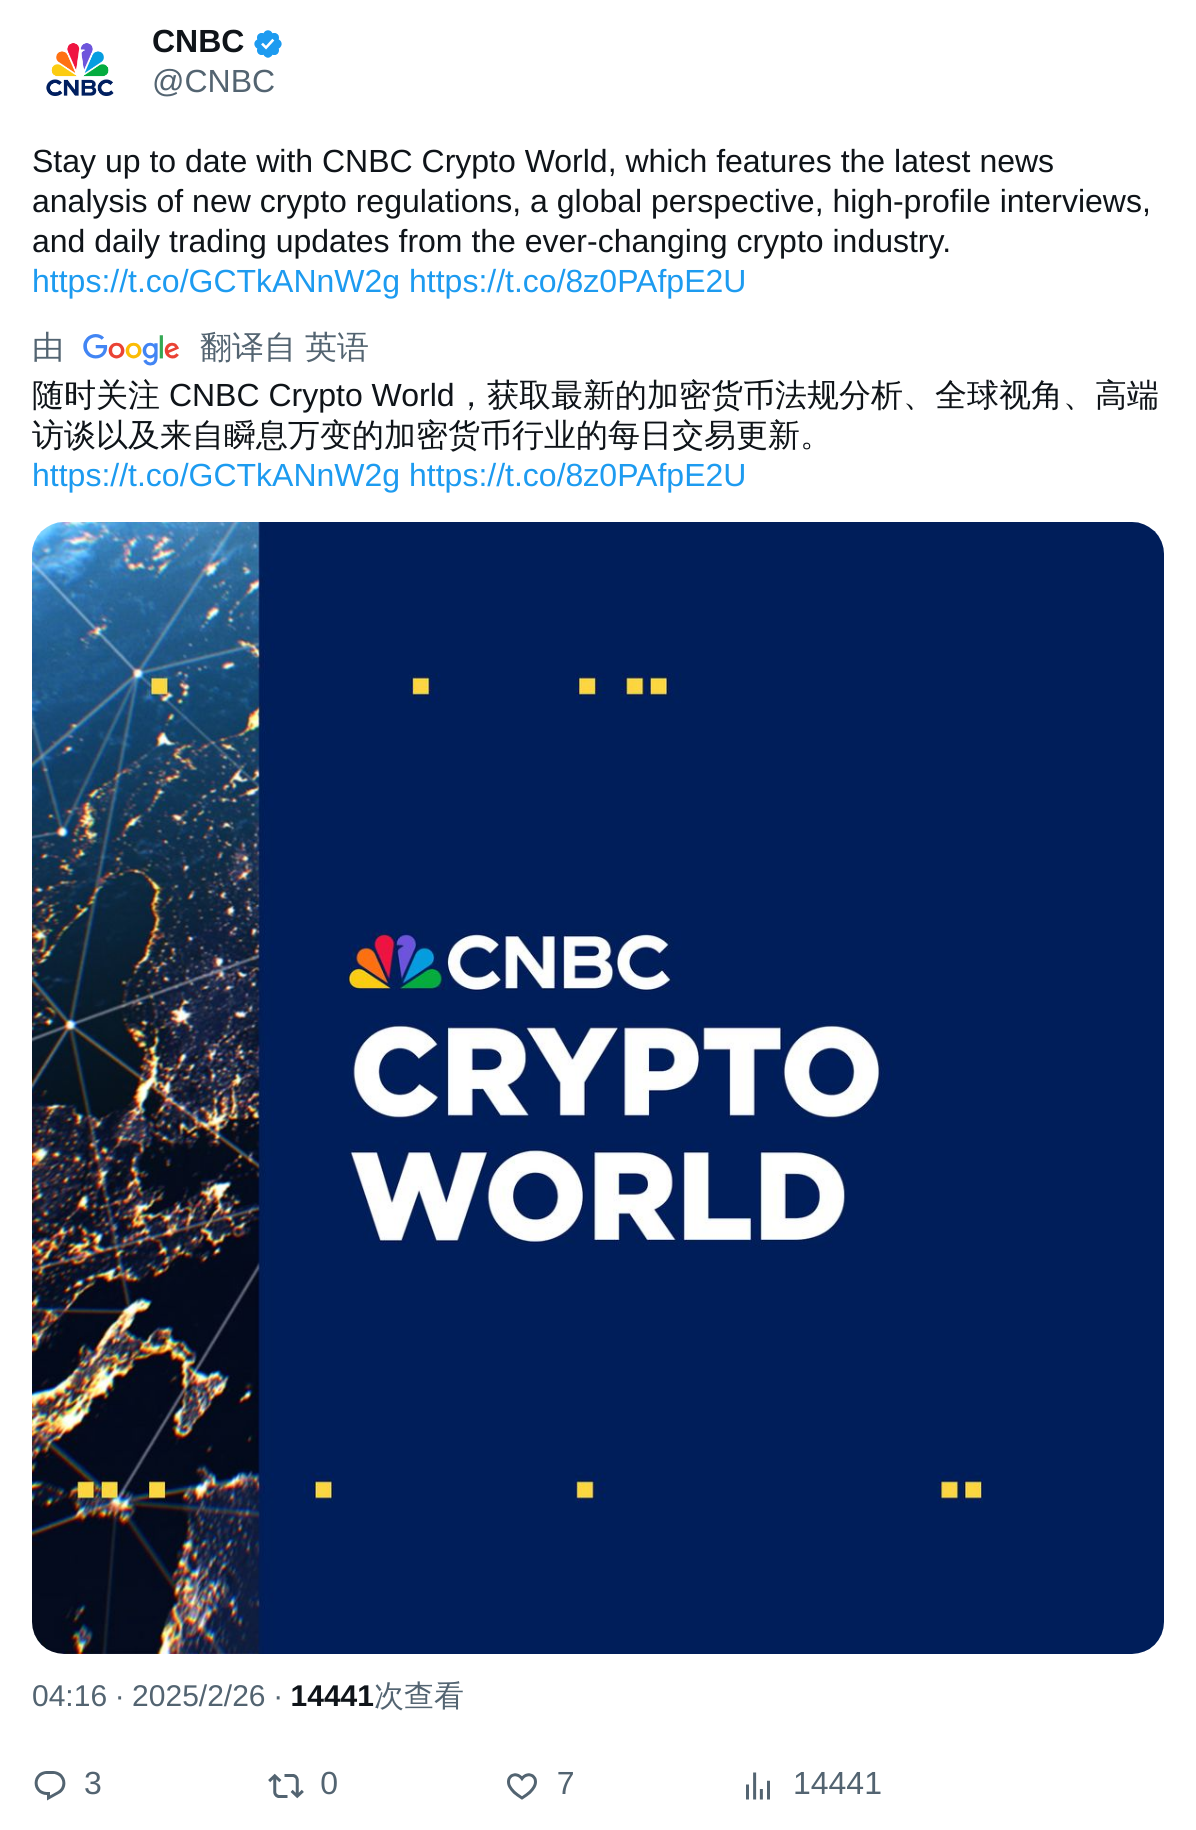 CNBC
@CNBC
CNBC
Stay up to date with CNBC Crypto World, which features the latest news
analysis of new crypto regulations, a global perspective, high-profile interviews,
and daily trading updates from the ever-changing crypto industry.
https://t.co/GCTkANnW2g https://t.co/8z0PAfpE2U
由 Google 翻译自 英语
随时关注 CNBC Crypto World，获取最新的加密货币法规分析、全球视角、高端
访谈以及来自瞬息万变的加密货币行业的每日交易更新。
https://t.co/GCTkANnW2g https://t.co/8z0PAfpE2U
CNBC
CRYPTO
WORLD
04:16 · 2025/2/26 · 14441次查看
3 0 7 14441